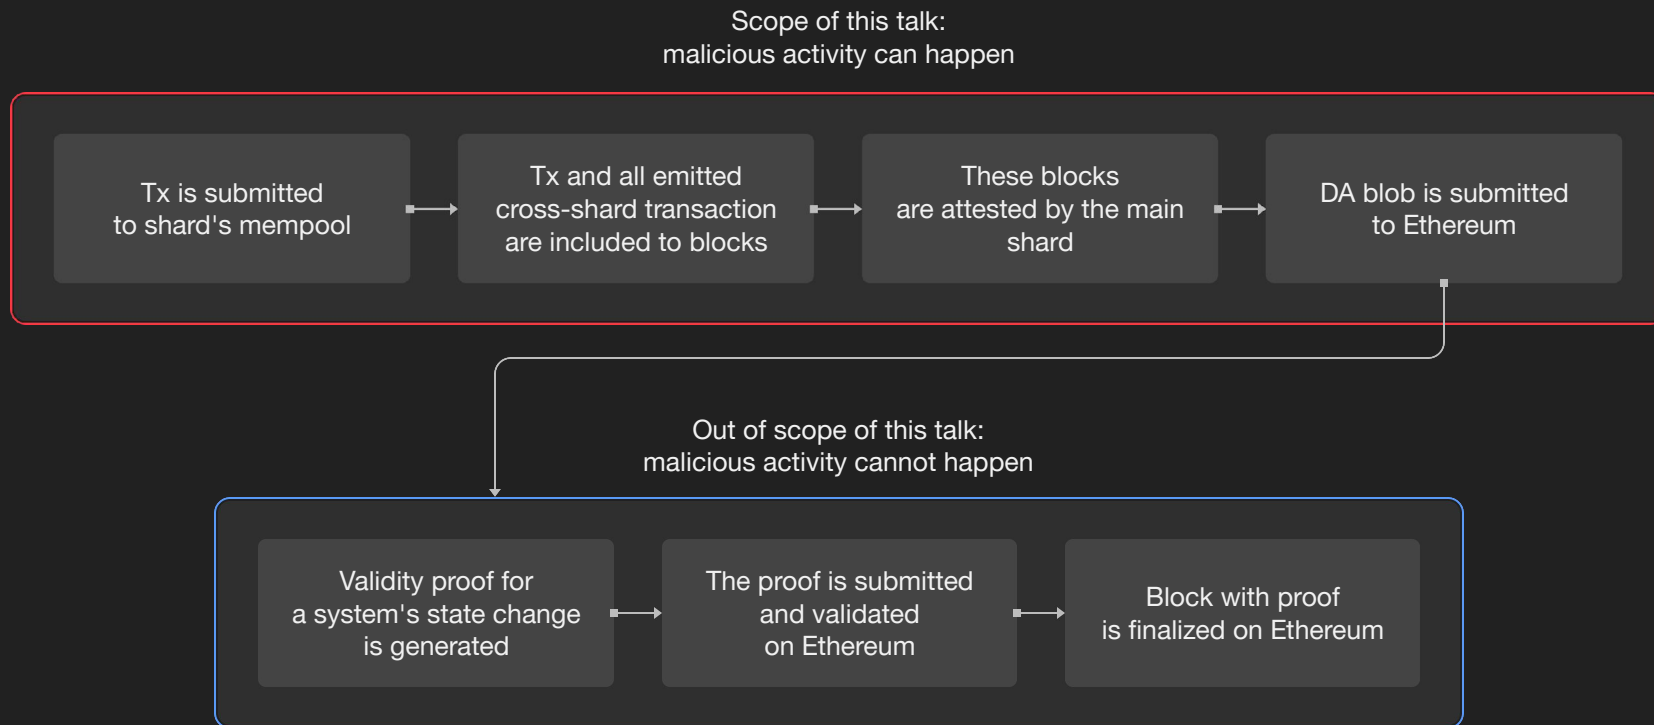 Scope of this talk:
malicious activity can happen
Tx is submitted
to shard's mempool
Tx and all emitted
cross-shard transaction
are included to blocks
These blocks
are attested by the main
shard
DA blob is submitted
to Ethereum
Out of scope of this talk:
malicious activity cannot happen
Validity proof for
a system's state change
is generated
The proof is submitted
and validated
on Ethereum
Block with proof
is finalized on Ethereum